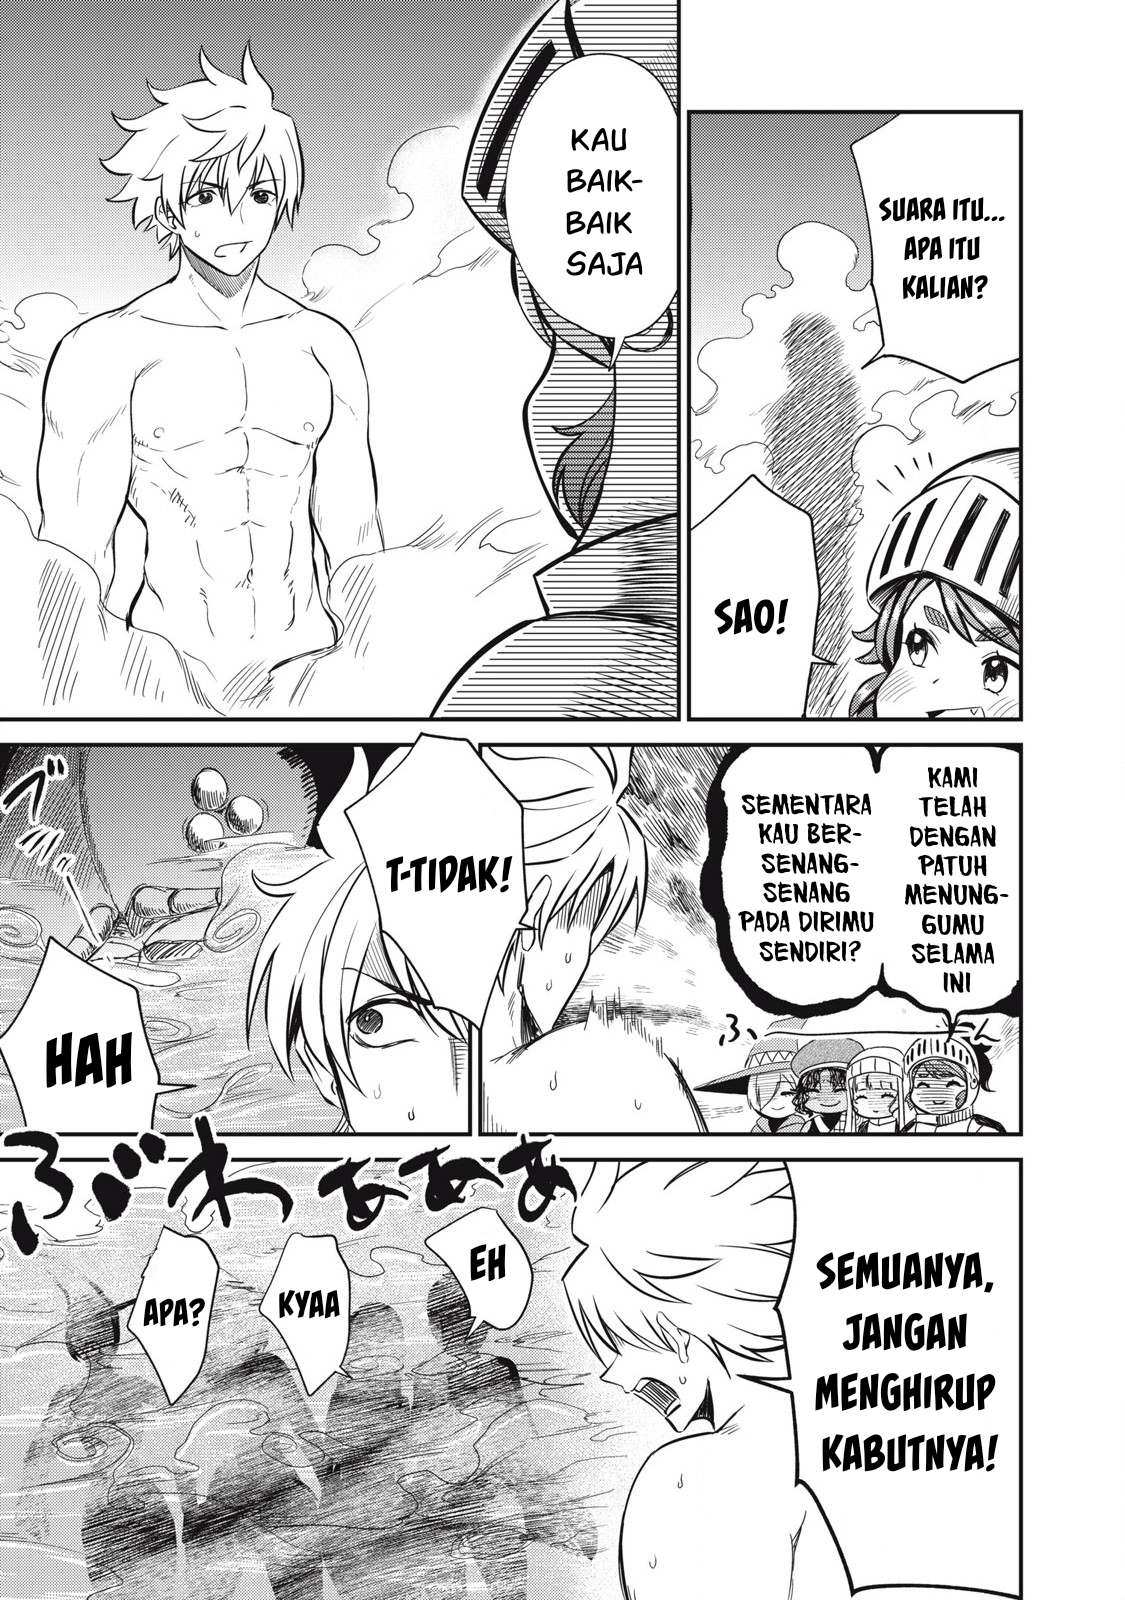 SUARA ITU...
APA ITU
KALIAN?
SAO!
KAU
BAIK-
BAIK
SAJA
KAMI
TELAH
DENGAN
PATUH
MENUNG-
GUMU
SELAMA
INI
SEMENTARA
KAU BER-
SENANG-
SENANG
PADA DIRIMU
SENDIRI?
ふ
T-TIDAK!
ブ
HAH
ぶわぁぁぁ
SEMUANYA,
JANGAN
MENGHIRUP
KABUTNYA!
EH
KYAA
APA?